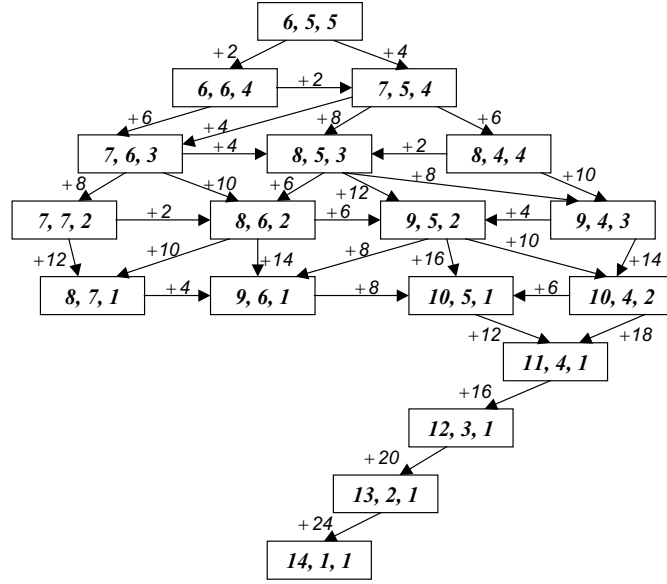 6, 5, 5
+2 +4
6, 6, 4 +2 7, 5, 4
+6 +4 +8 +6
7, 6, 3 +4 8, 5, 3 +2 8, 4, 4
+8 +10 +6 +12 +8 +10
7, 7, 2 +2 8, 6, 2 +6 9, 5, 2 +4 9, 4, 3
+12 +10 +14 +8 +16 +10 +14
8, 7, 1 +4 9, 6, 1 +8 10, 5, 1 +6 10, 4, 2
+12 +18
11, 4, 1
+16
12, 3, 1
+20
13, 2, 1
+24
14, 1, 1